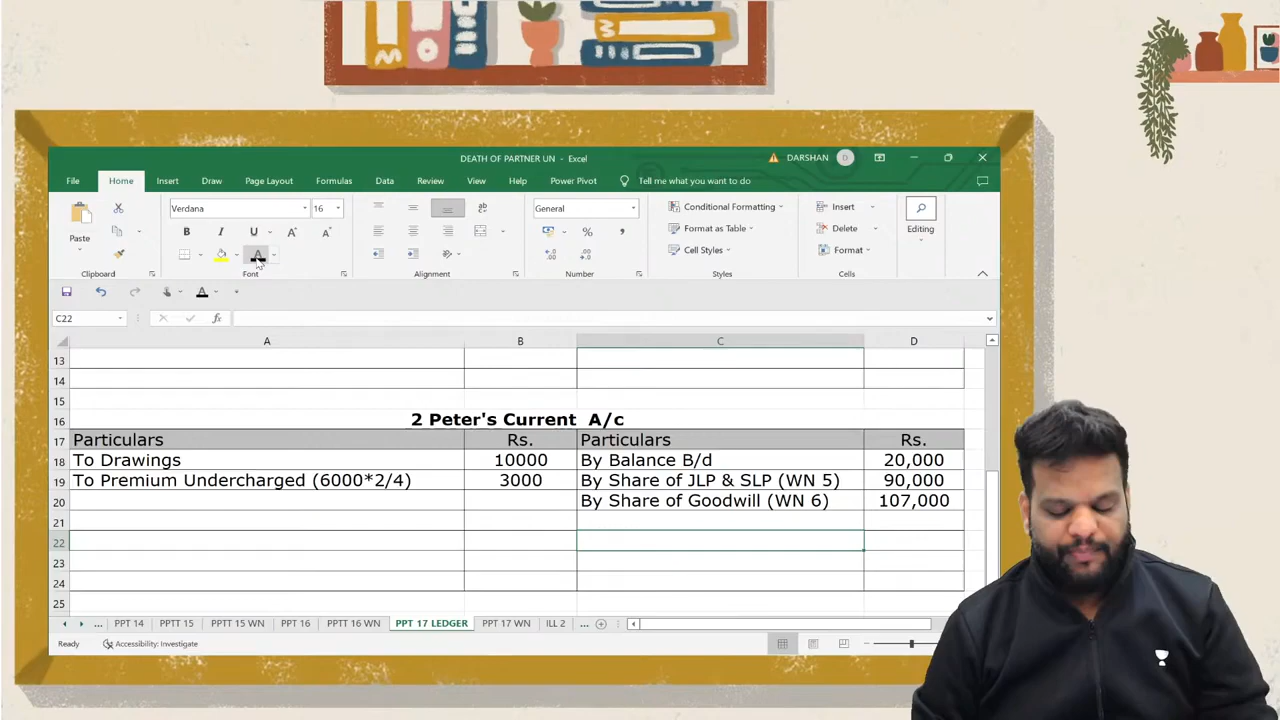 DEATH OF PARTNER UN - Excel
DARSHAN
D
File Home Insert Draw Page Layout Formulas Data Review View Help Power Pivot Tell me what you want to do
Verdana 16 General
Conditional Formatting Insert
Format as Table Delete
Cell Styles Format
Paste
Editing
B I U A A
A
% ,
Clipboard Font Alignment Number Styles Cells
A
C22 fx
A B C D
13
14
15
16 2 Peter's Current A/c
17 Particulars Rs. Particulars Rs.
18 To Drawings 10000 By Balance B/d 20,000
19 To Premium Undercharged (6000*2/4) 3000 By Share of JLP & SLP (WN 5) 90,000
20 By Share of Goodwill (WN 6) 107,000
21
22
23
24
25
... PPT 14 PPTT 15 PPTT 15 WN PPT 16 PPTT 16 WN PPT 17 LEDGER PPT 17 WN ILL 2 ...
Ready Accessibility: Investigate